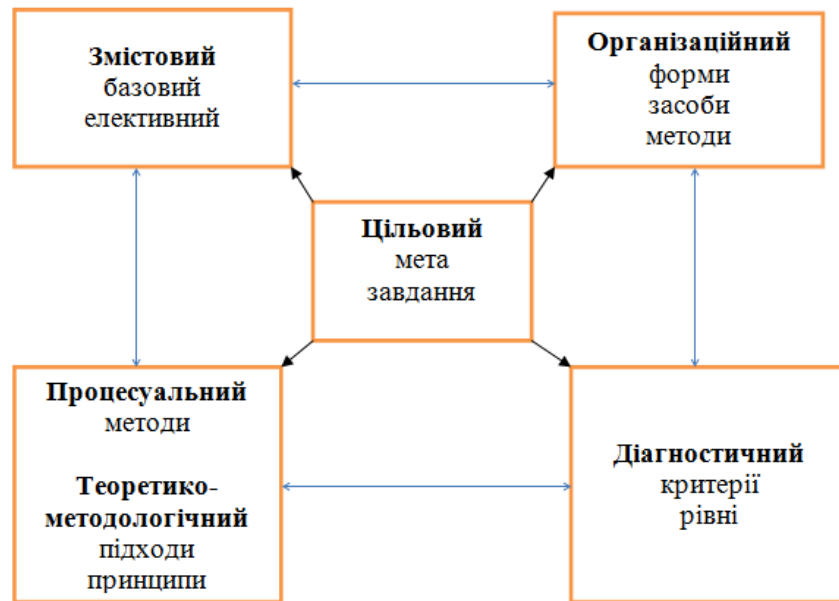 Змістовий
базовий
елективний
Організаційний
форми
засоби
методи
Цільовий
мета
завдання
Процесуальний
методи
Теоретико-
методологічний
підходи
принципи
Діагностичний
критерії
рівні